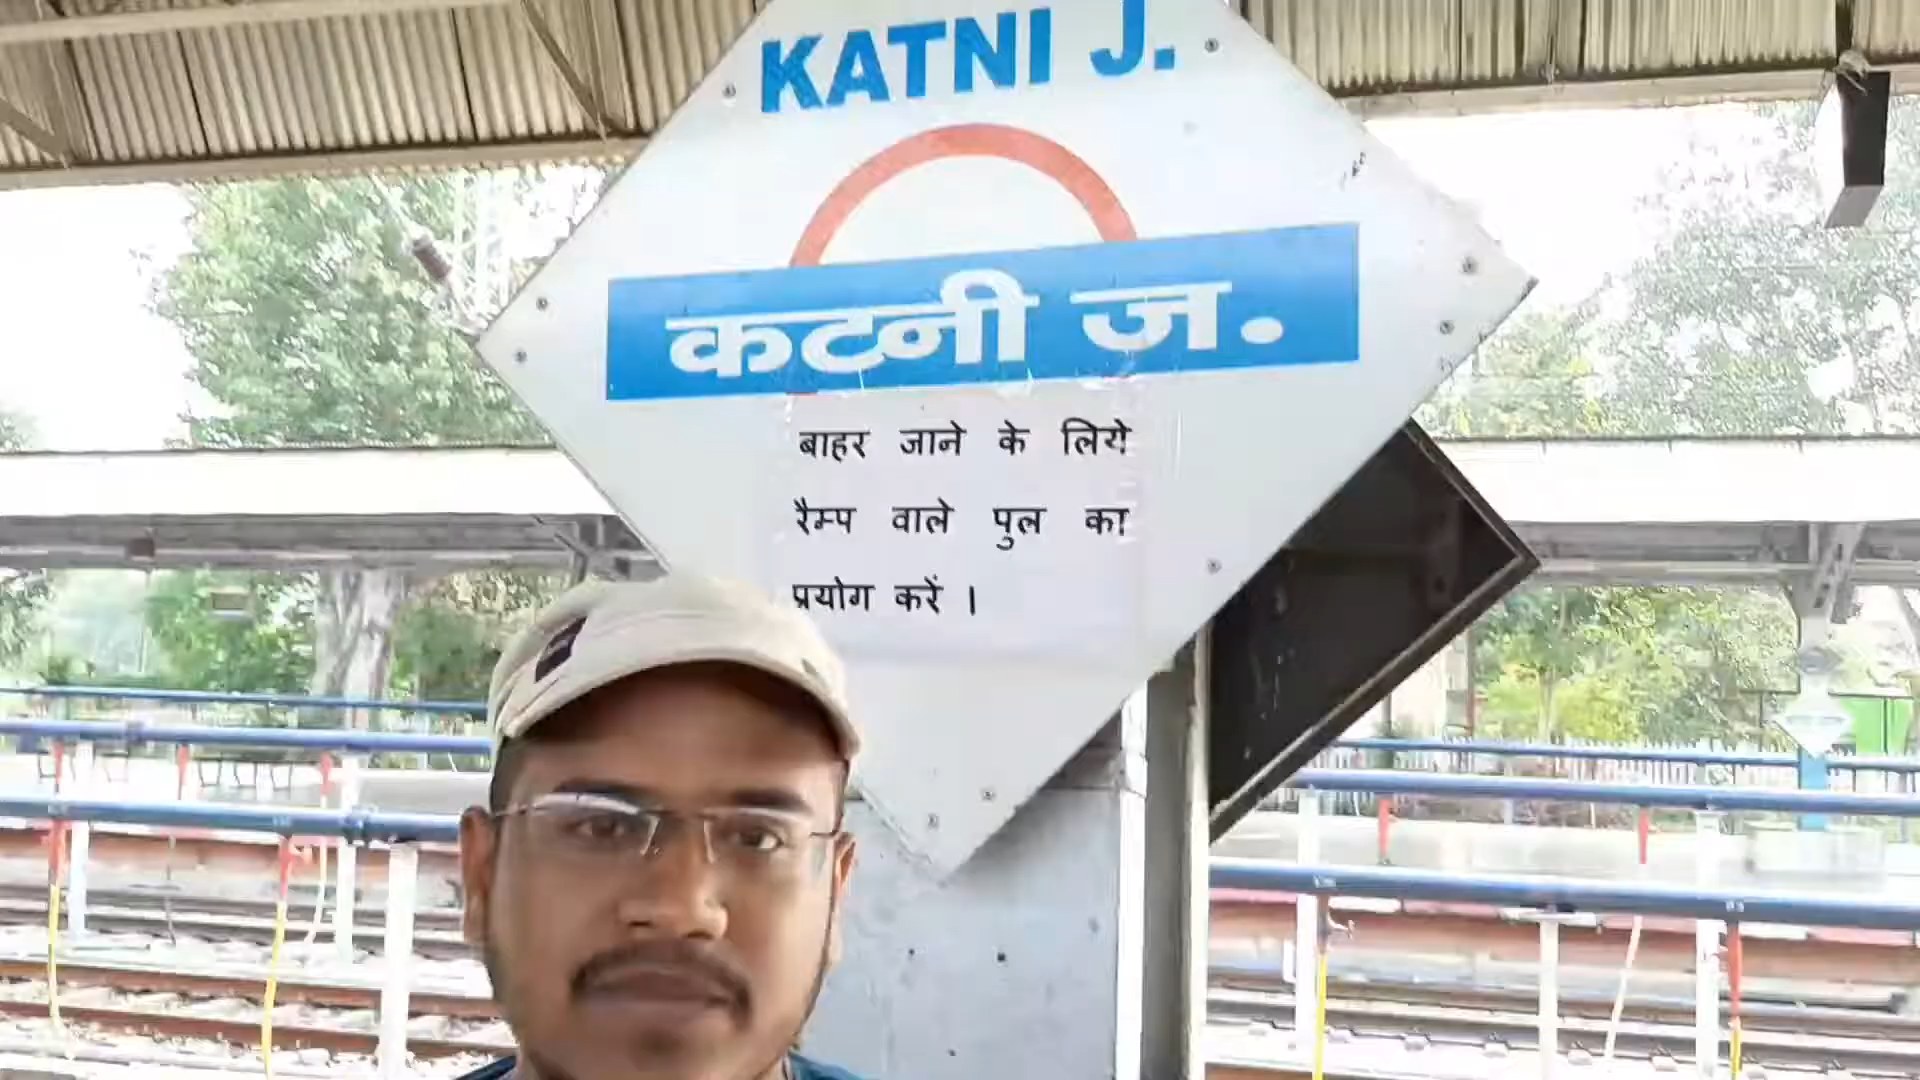 KATNI J.
कटनी ज.
बाहर जाने के लिये
रैम्प वाले पुल का
प्रयोग करें ।